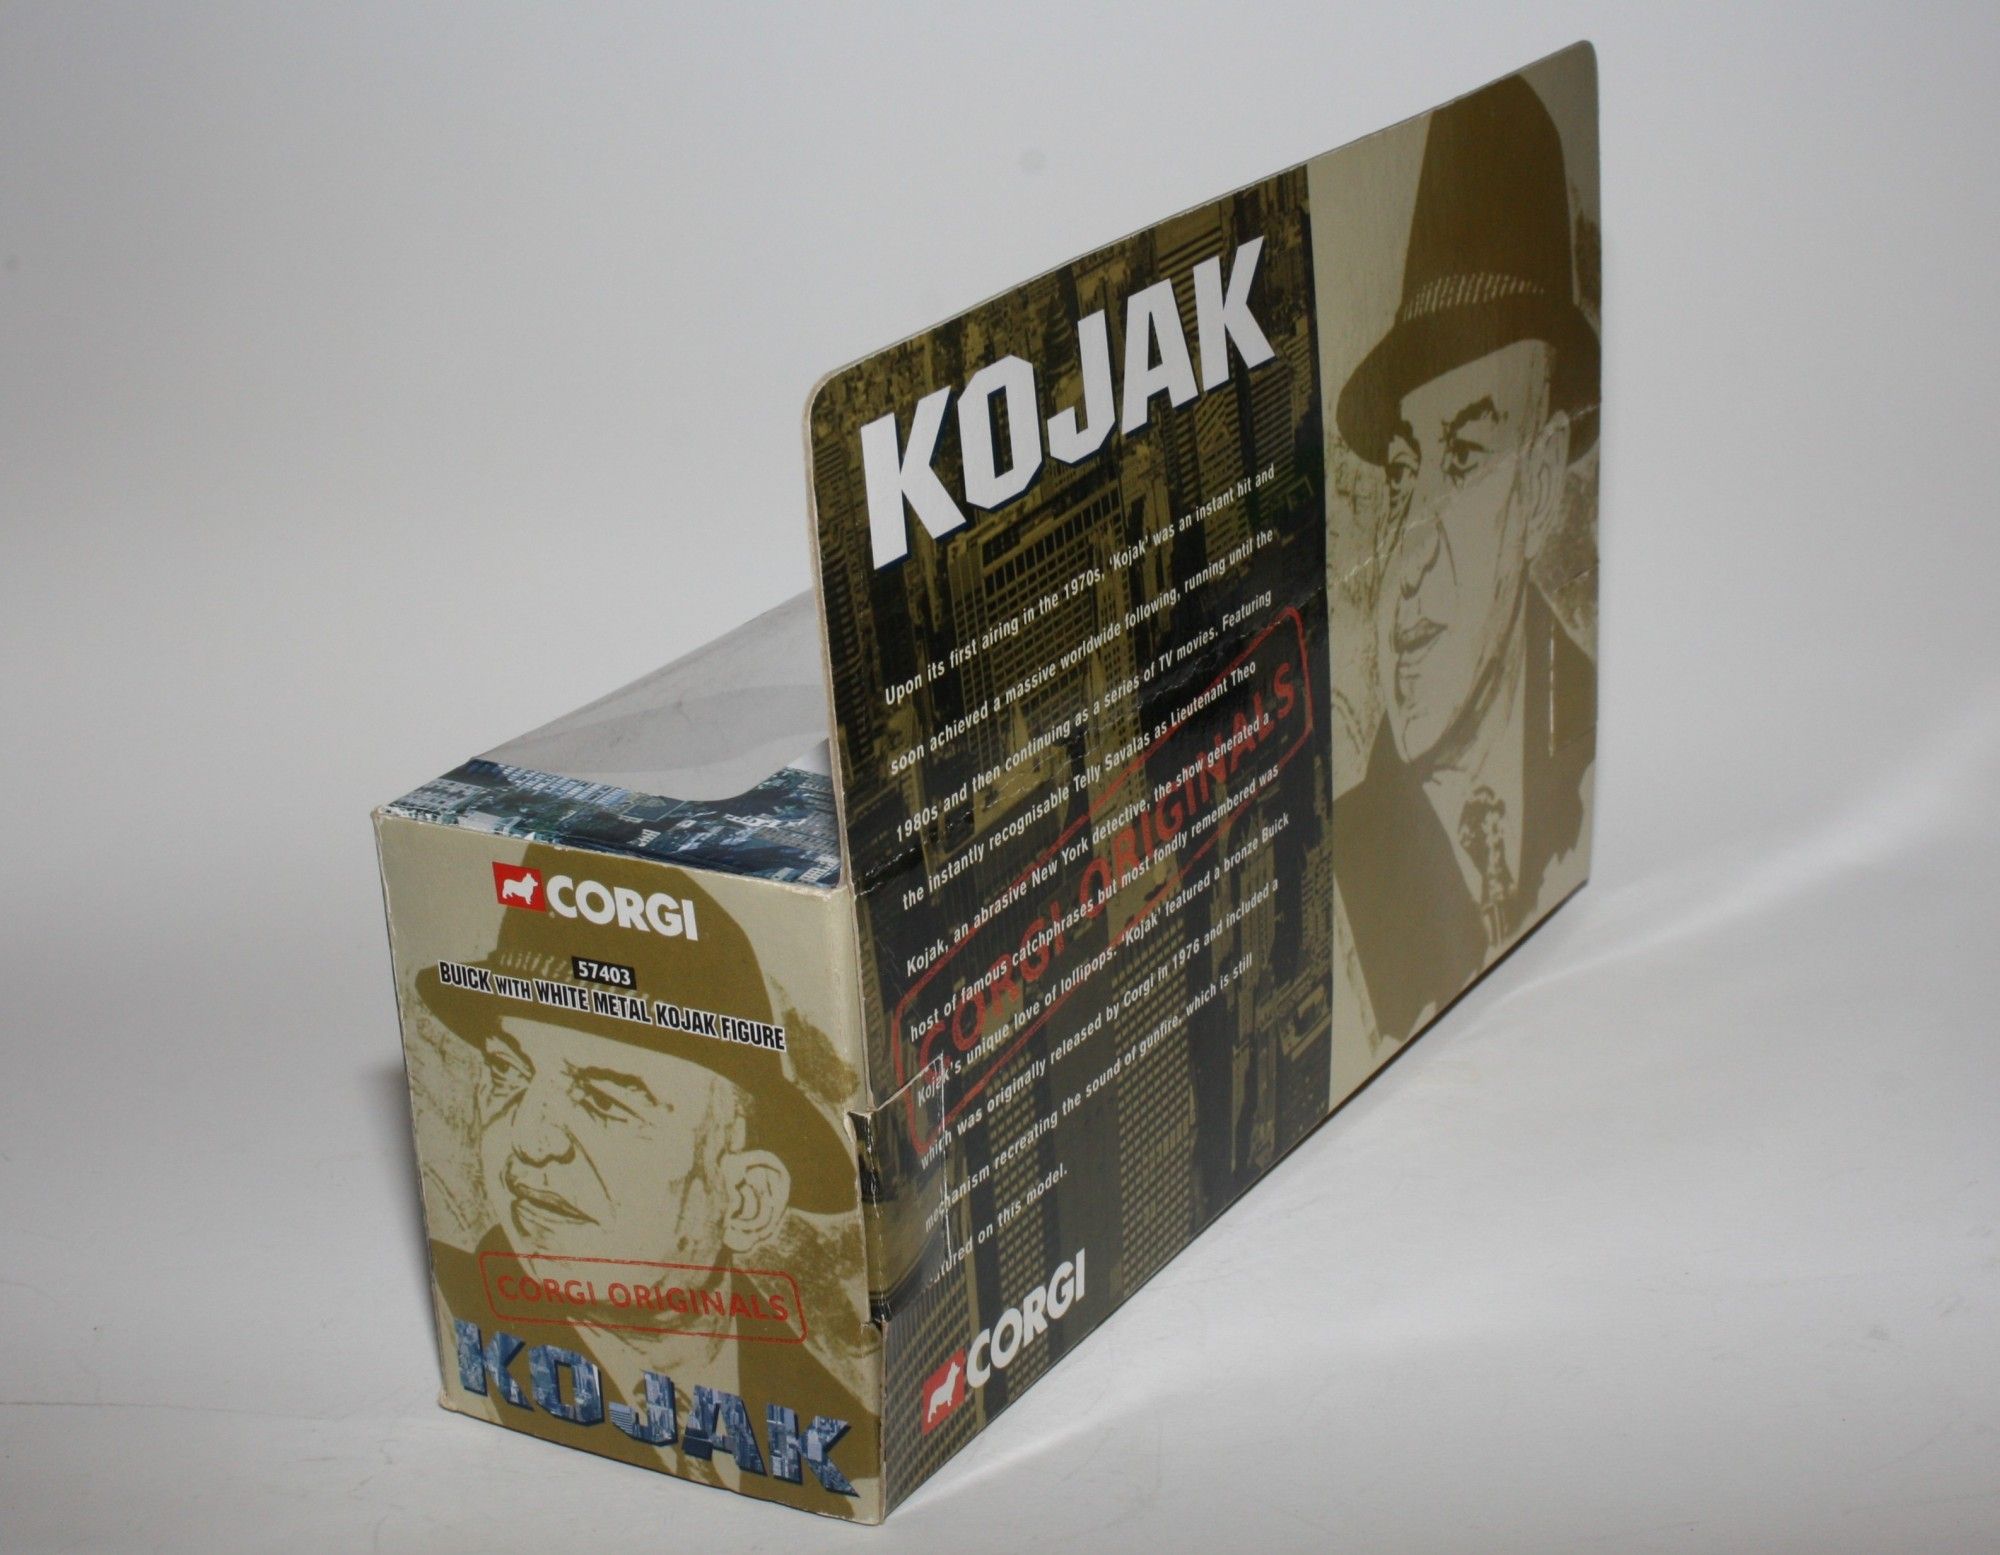 CORGI
57403
BUICK WITH WHITE METAL KOJAK FIGURE
CORGI ORIGINALS
KOJAK
KOJAK
Upon its first airing in the 1970s, 'Kojak' was an instant hit and
soon achieved a massive worldwide following, running until the
1980s and then continuing as a series of TV movies. Featuring
the instantly recognisable Telly Savalas as Lieutenant Theo
Kojak, an abrasive New York detective, the show generated a
host of famous catchphrases but most fondly remembered was
Kojak's unique love of lollipops. 'Kojak' featured a bronze Buick
which was originally released by Corgi in 1976 and included a
mechanism recreating the sound of gunfire, which is still
featured on this model.
CORGI ORIGINALS
CORGI